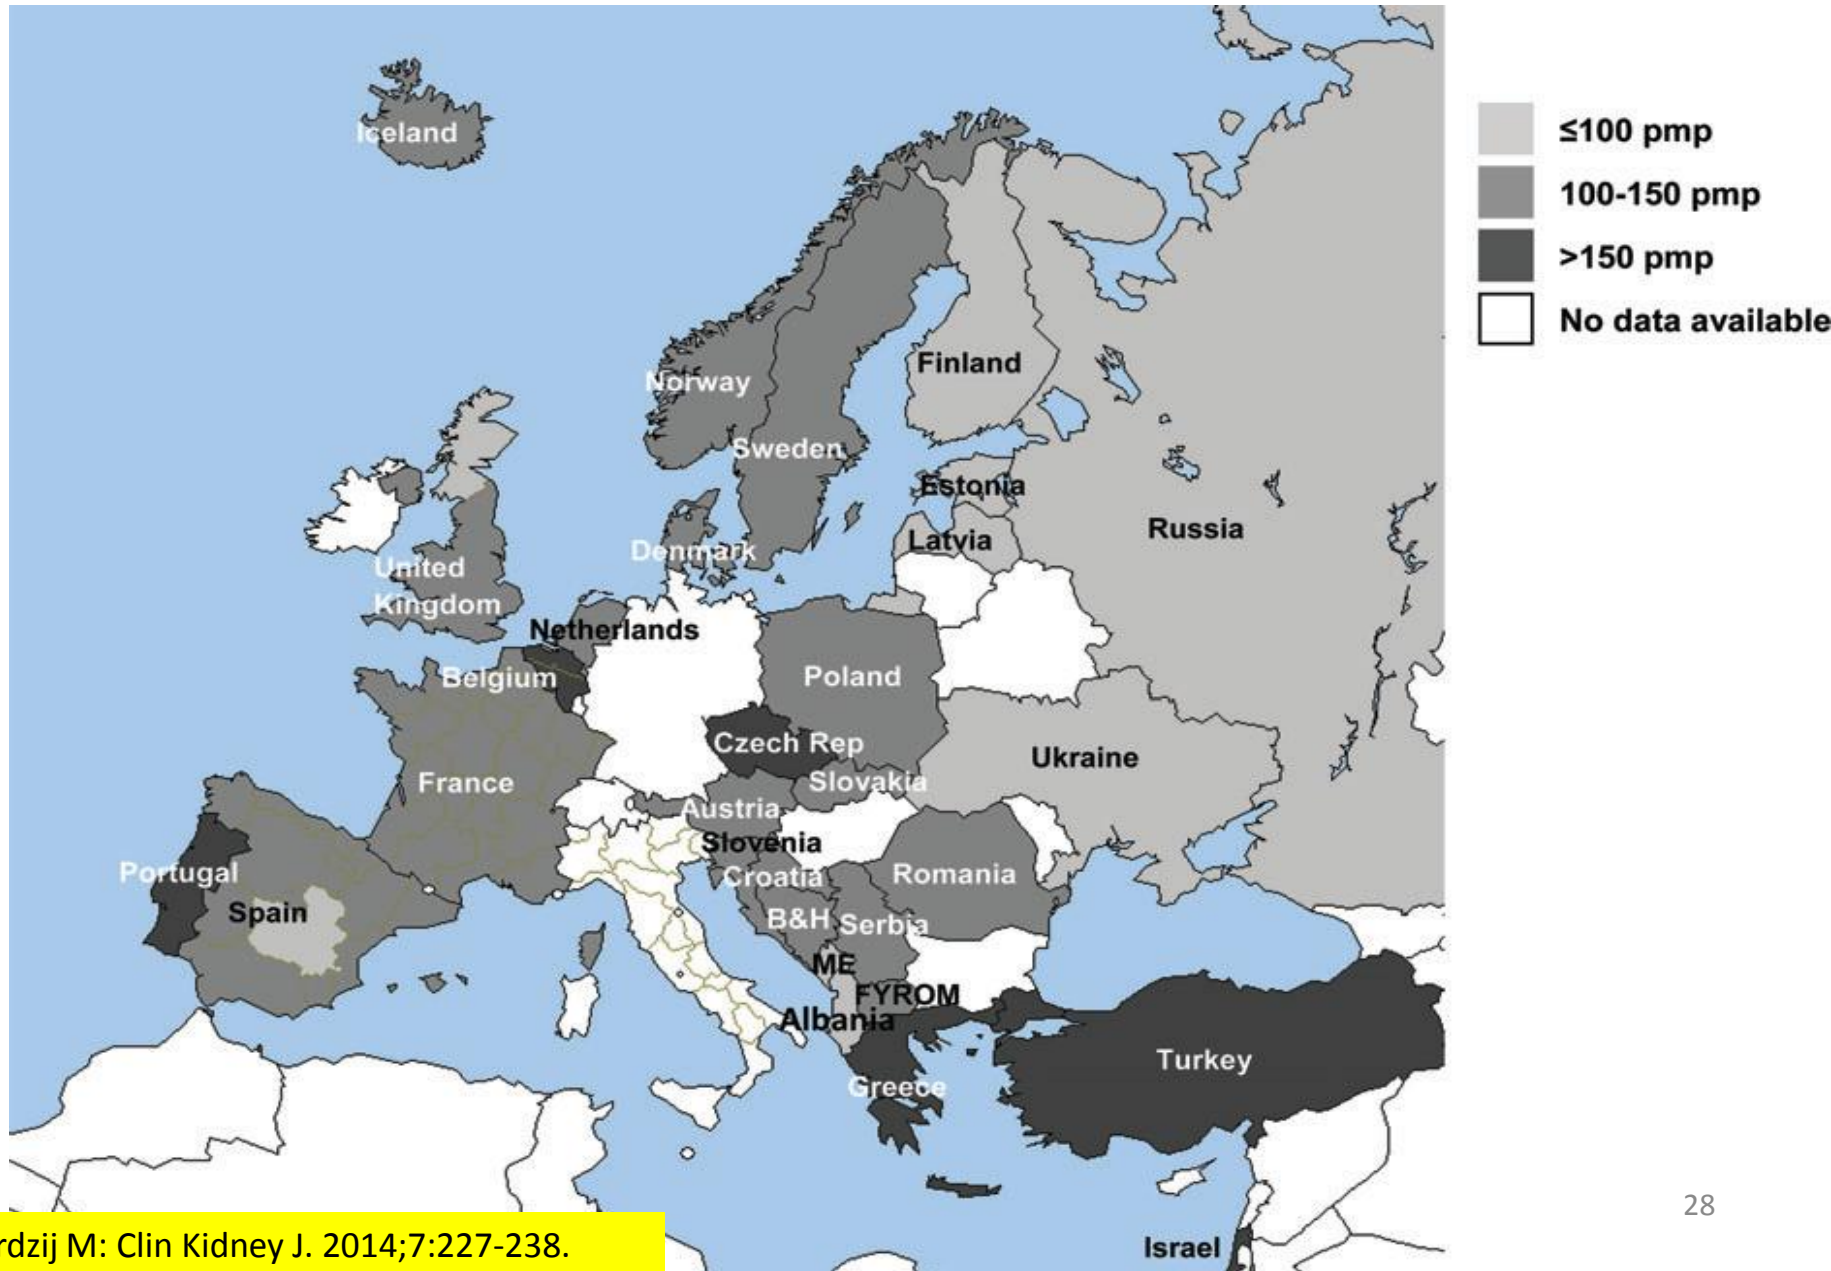 Iceland
Norway
Sweden
Finland
Estonia
Latvia
Russia
Denmark
United
Kingdom
Netherlands
Belgium
Poland
Czech Rep
Slovakia
Ukraine
France
Austria
Slovenia
Croatia
Romania
Portugal
Spain
B&H
Serbia
ME
FYROM
Albania
Greece
Turkey
Israel
≤100 pmp
100-150 pmp
>150 pmp
No data available
28
rdzij M: Clin Kidney J. 2014;7:227-238.